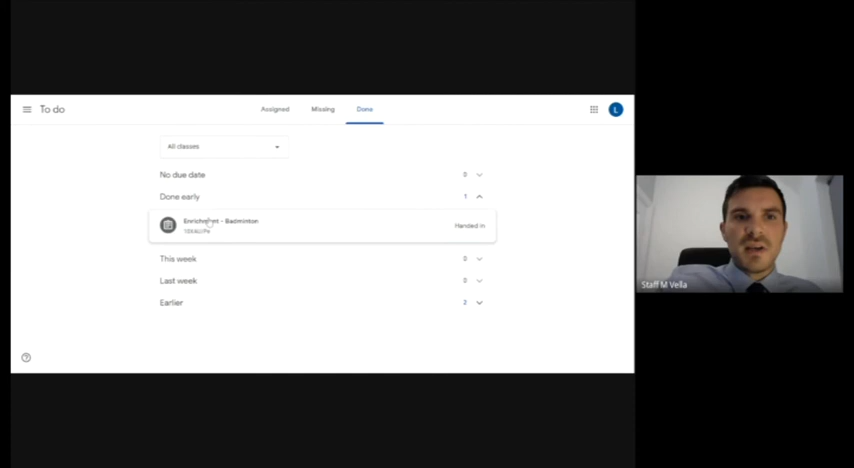 To do
Assigned
Missing
Done
L
All classes
No due date
0
Done early
1
Enrichment - Badminton
Handed in
This week
0
Last week
0
Earlier
2
Staff M Vella